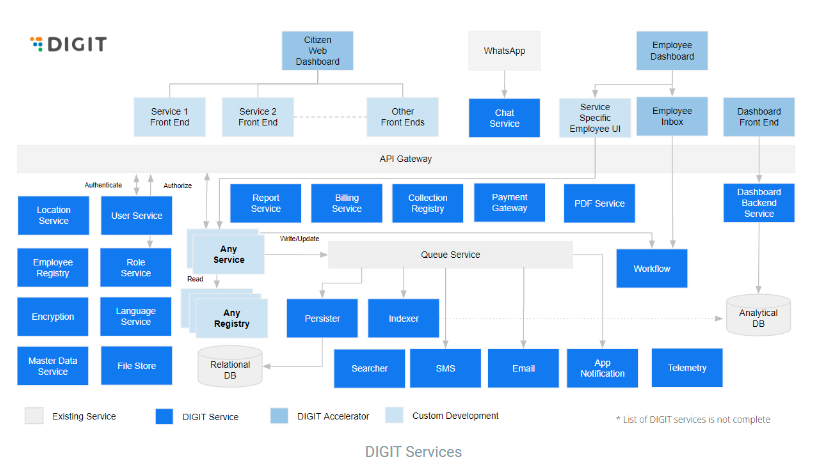 DIGIT
Citizen
Web
Dashboard
WhatsApp
Employee
Dashboard
Service 1
Front End
Service 2
Front End
Other
Front Ends
Chat
Service
Service
Specific
Employee UI
Employee
Inbox
Dashboard
Front End
API Gateway
Authenticate
Authorize
Location
Service
User Service
Report
Service
Billing
Service
Collection
Registry
Payment
Gateway
PDF Service
Dashboard
Backend
Service
Employee
Registry
Role
Service
Any
Service
Write/Update
Queue Service
Workflow
Read
Encryption
Language
Service
Any
Registry
Persister
Indexer
Analytical
DB
Master Data
Service
File Store
Relational
DB
Searcher
SMS
Email
App
Notification
Telemetry
Existing Service
DIGIT Service
DIGIT Accelerator
Custom Development
* List of DIGIT services is not complete
DIGIT Services